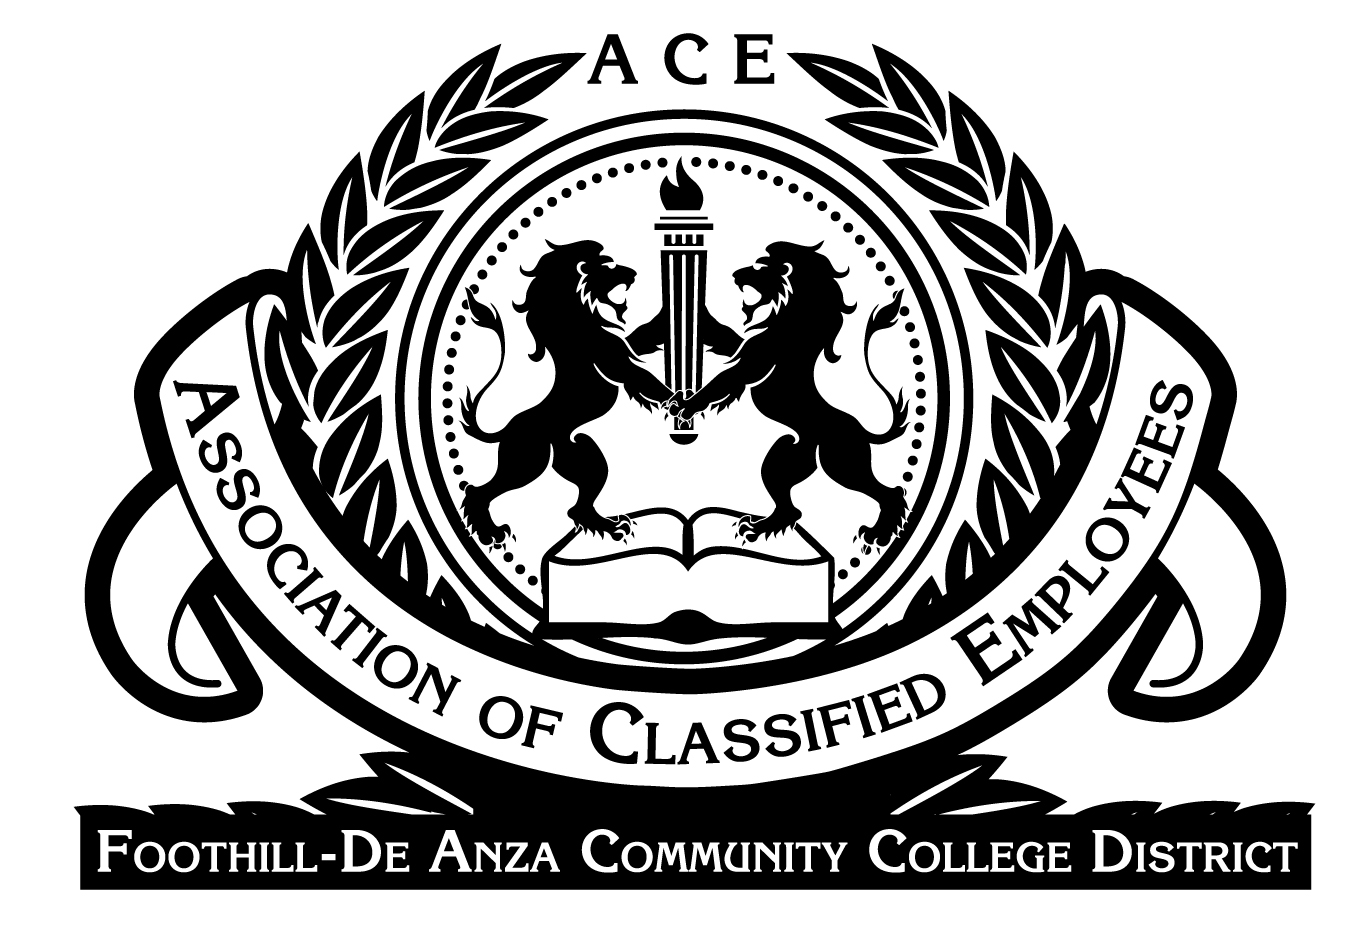 ACE
ASSOCIATION OF CLASSIFIED EMPLOYEES
FOOTHILL-DE ANZA COMMUNITY COLLEGE DISTRICT